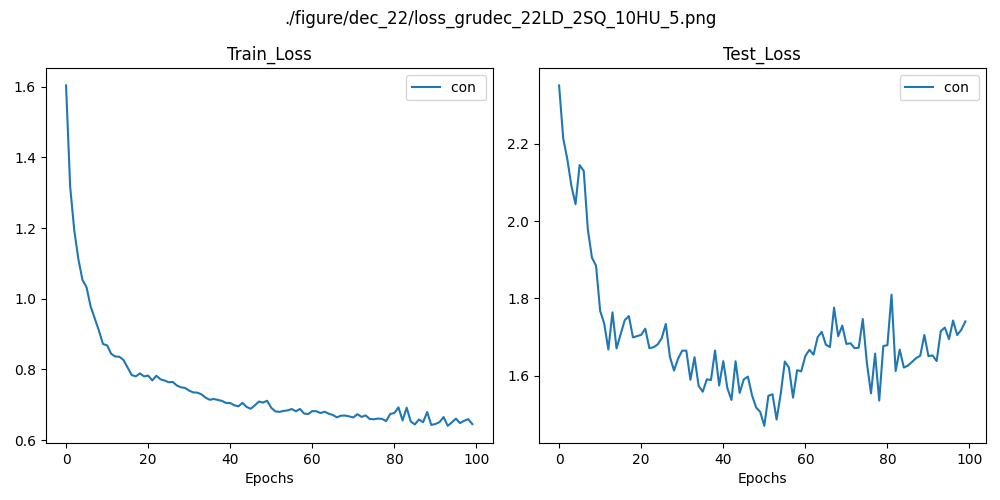 ./figure/dec_22/loss_grudec_22LD_2SQ_10HU_5.png
Train_Loss
con
1.6
1.4
1.2
1.0
0.8
0.6
0 20 40 60 80 100
Epochs
Test_Loss
con
2.2
2.0
1.8
1.6
0 20 40 60 80 100
Epochs